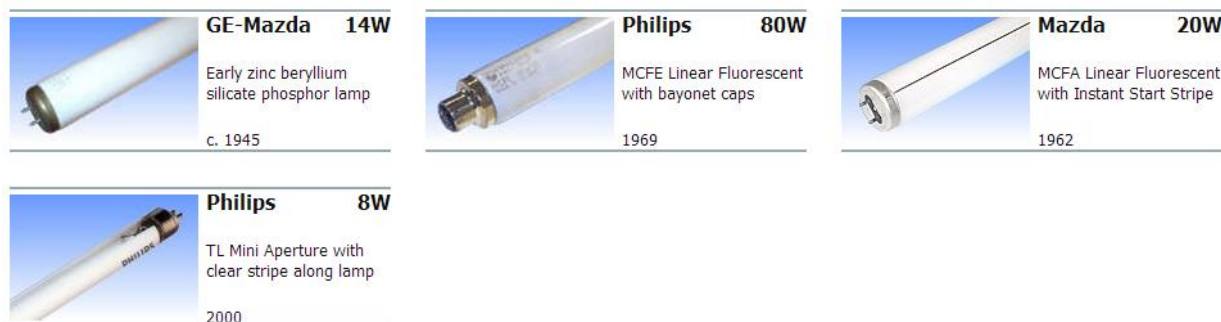 GE-Mazda 14W
Early zinc beryllium
silicate phosphor lamp
c. 1945
Philips 80W
MCFE Linear Fluorescent
with bayonet caps
1969
Mazda 20W
MCFA Linear Fluorescent
with Instant Start Stripe
1962
Philips 8W
TL Mini Aperture with
clear stripe along lamp
2000
PHILIPS